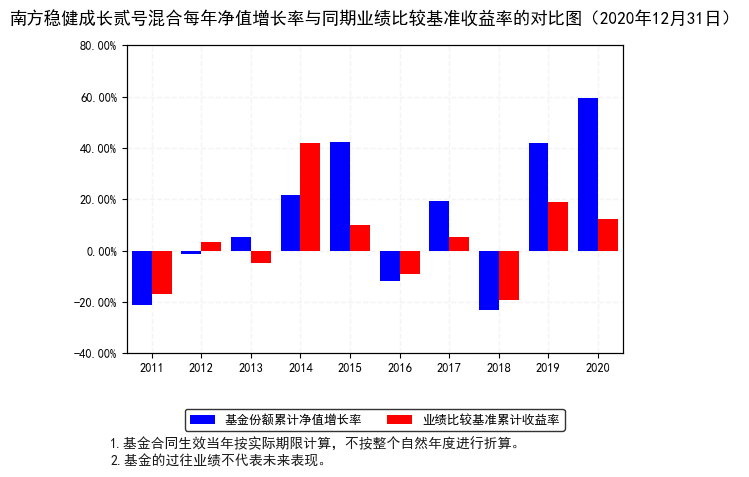 南方稳健成长贰号混合每年净值增长率与同期业绩比较基准收益率的对比图（2020年12月31日）
80.00%
60.00%
40.00%
20.00%
0.00%
-20.00%
-40.00%
2011 2012 2013 2014 2015 2016 2017 2018 2019 2020
基金份额累计净值增长率 业绩比较基准累计收益率
1.基金合同生效当年按实际期限计算，不按整个自然年度进行折算。
2.基金的过往业绩不代表未来表现。